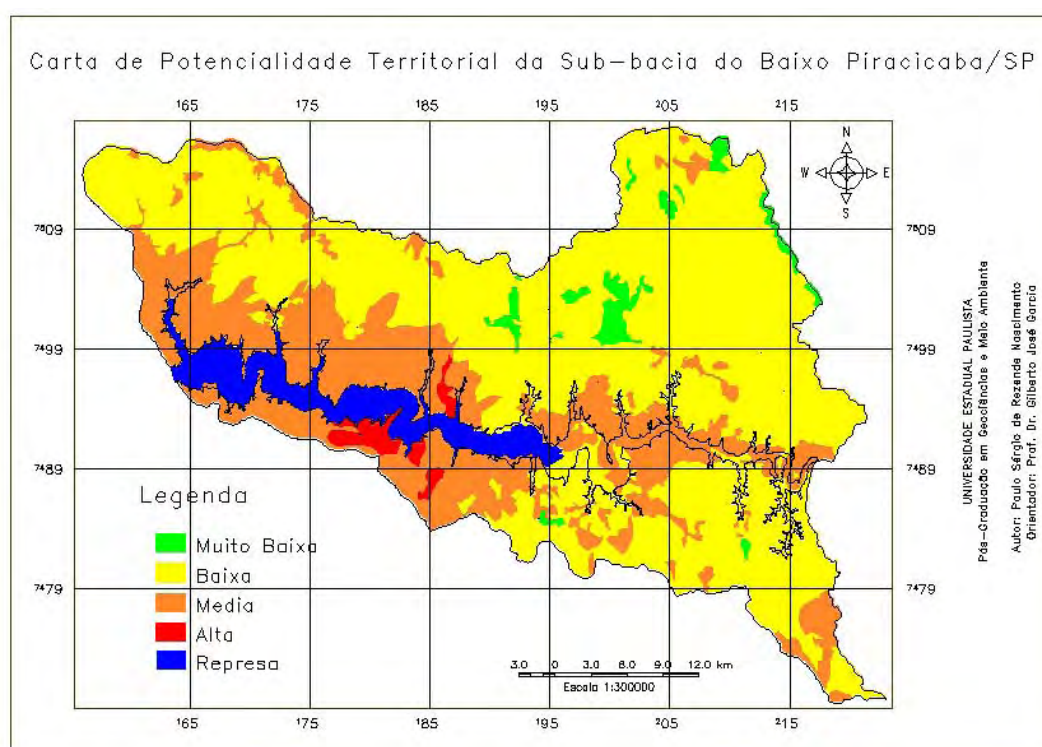 Carta de Potencialidade Territorial da Sub-bacia do Baixo Piracicaba/SP
165 175 185 195 205 215
N
W E
S
7509 7509
7499 7499
7489 7489
7479 7479
Legenda
Muito Baixa
Baixa
Media
Alta
Represa
3.0 0 3.0 6.0 9.0 12.0 km
Escala 1:300000
165 175 185 195 205 215
UNIVERSIDADE ESTADUAL PAULISTA
Pós-Graduação em Geociências e Meio Ambiente
Autor: Paulo Sérgio de Rezende Nascimento
Orientador: Prof. Dr. Gilberto José Garcia